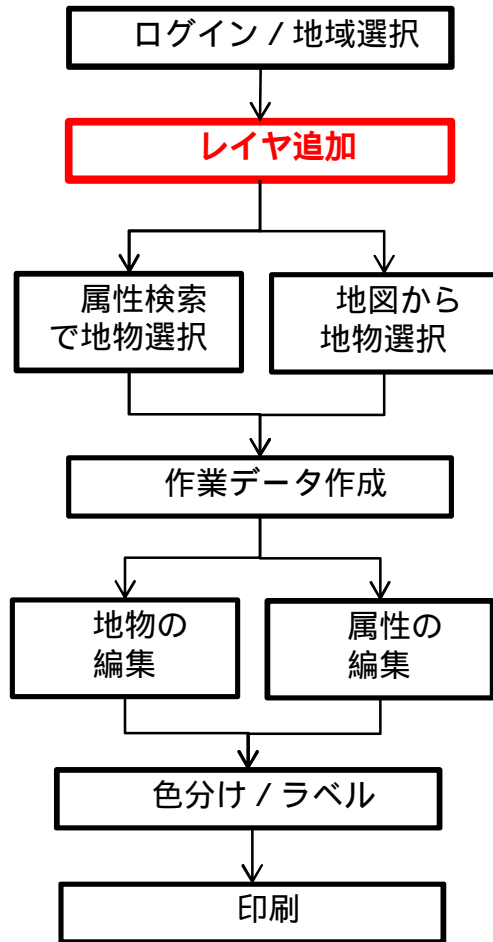 ログイン / 地域選択
レイヤ追加
属性検索
で地物選択
地図から
地物選択
作業データ作成
地物の
編集
属性の
編集
色分け / ラベル
印刷